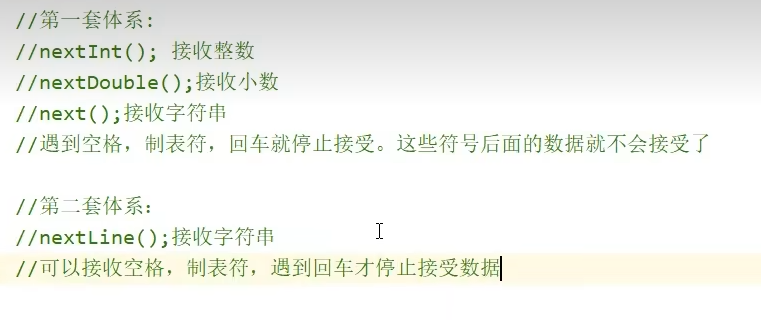 //第一套体系:
//nextInt(); 接收整数
//nextDouble();接收小数
//next();接收字符串
//遇到空格，制表符，回车就停止接受。这些符号后面的数据就不会接受了
//第二套体系:
//nextLine();接收字符串
//可以接收空格，制表符，遇到回车才停止接受数据